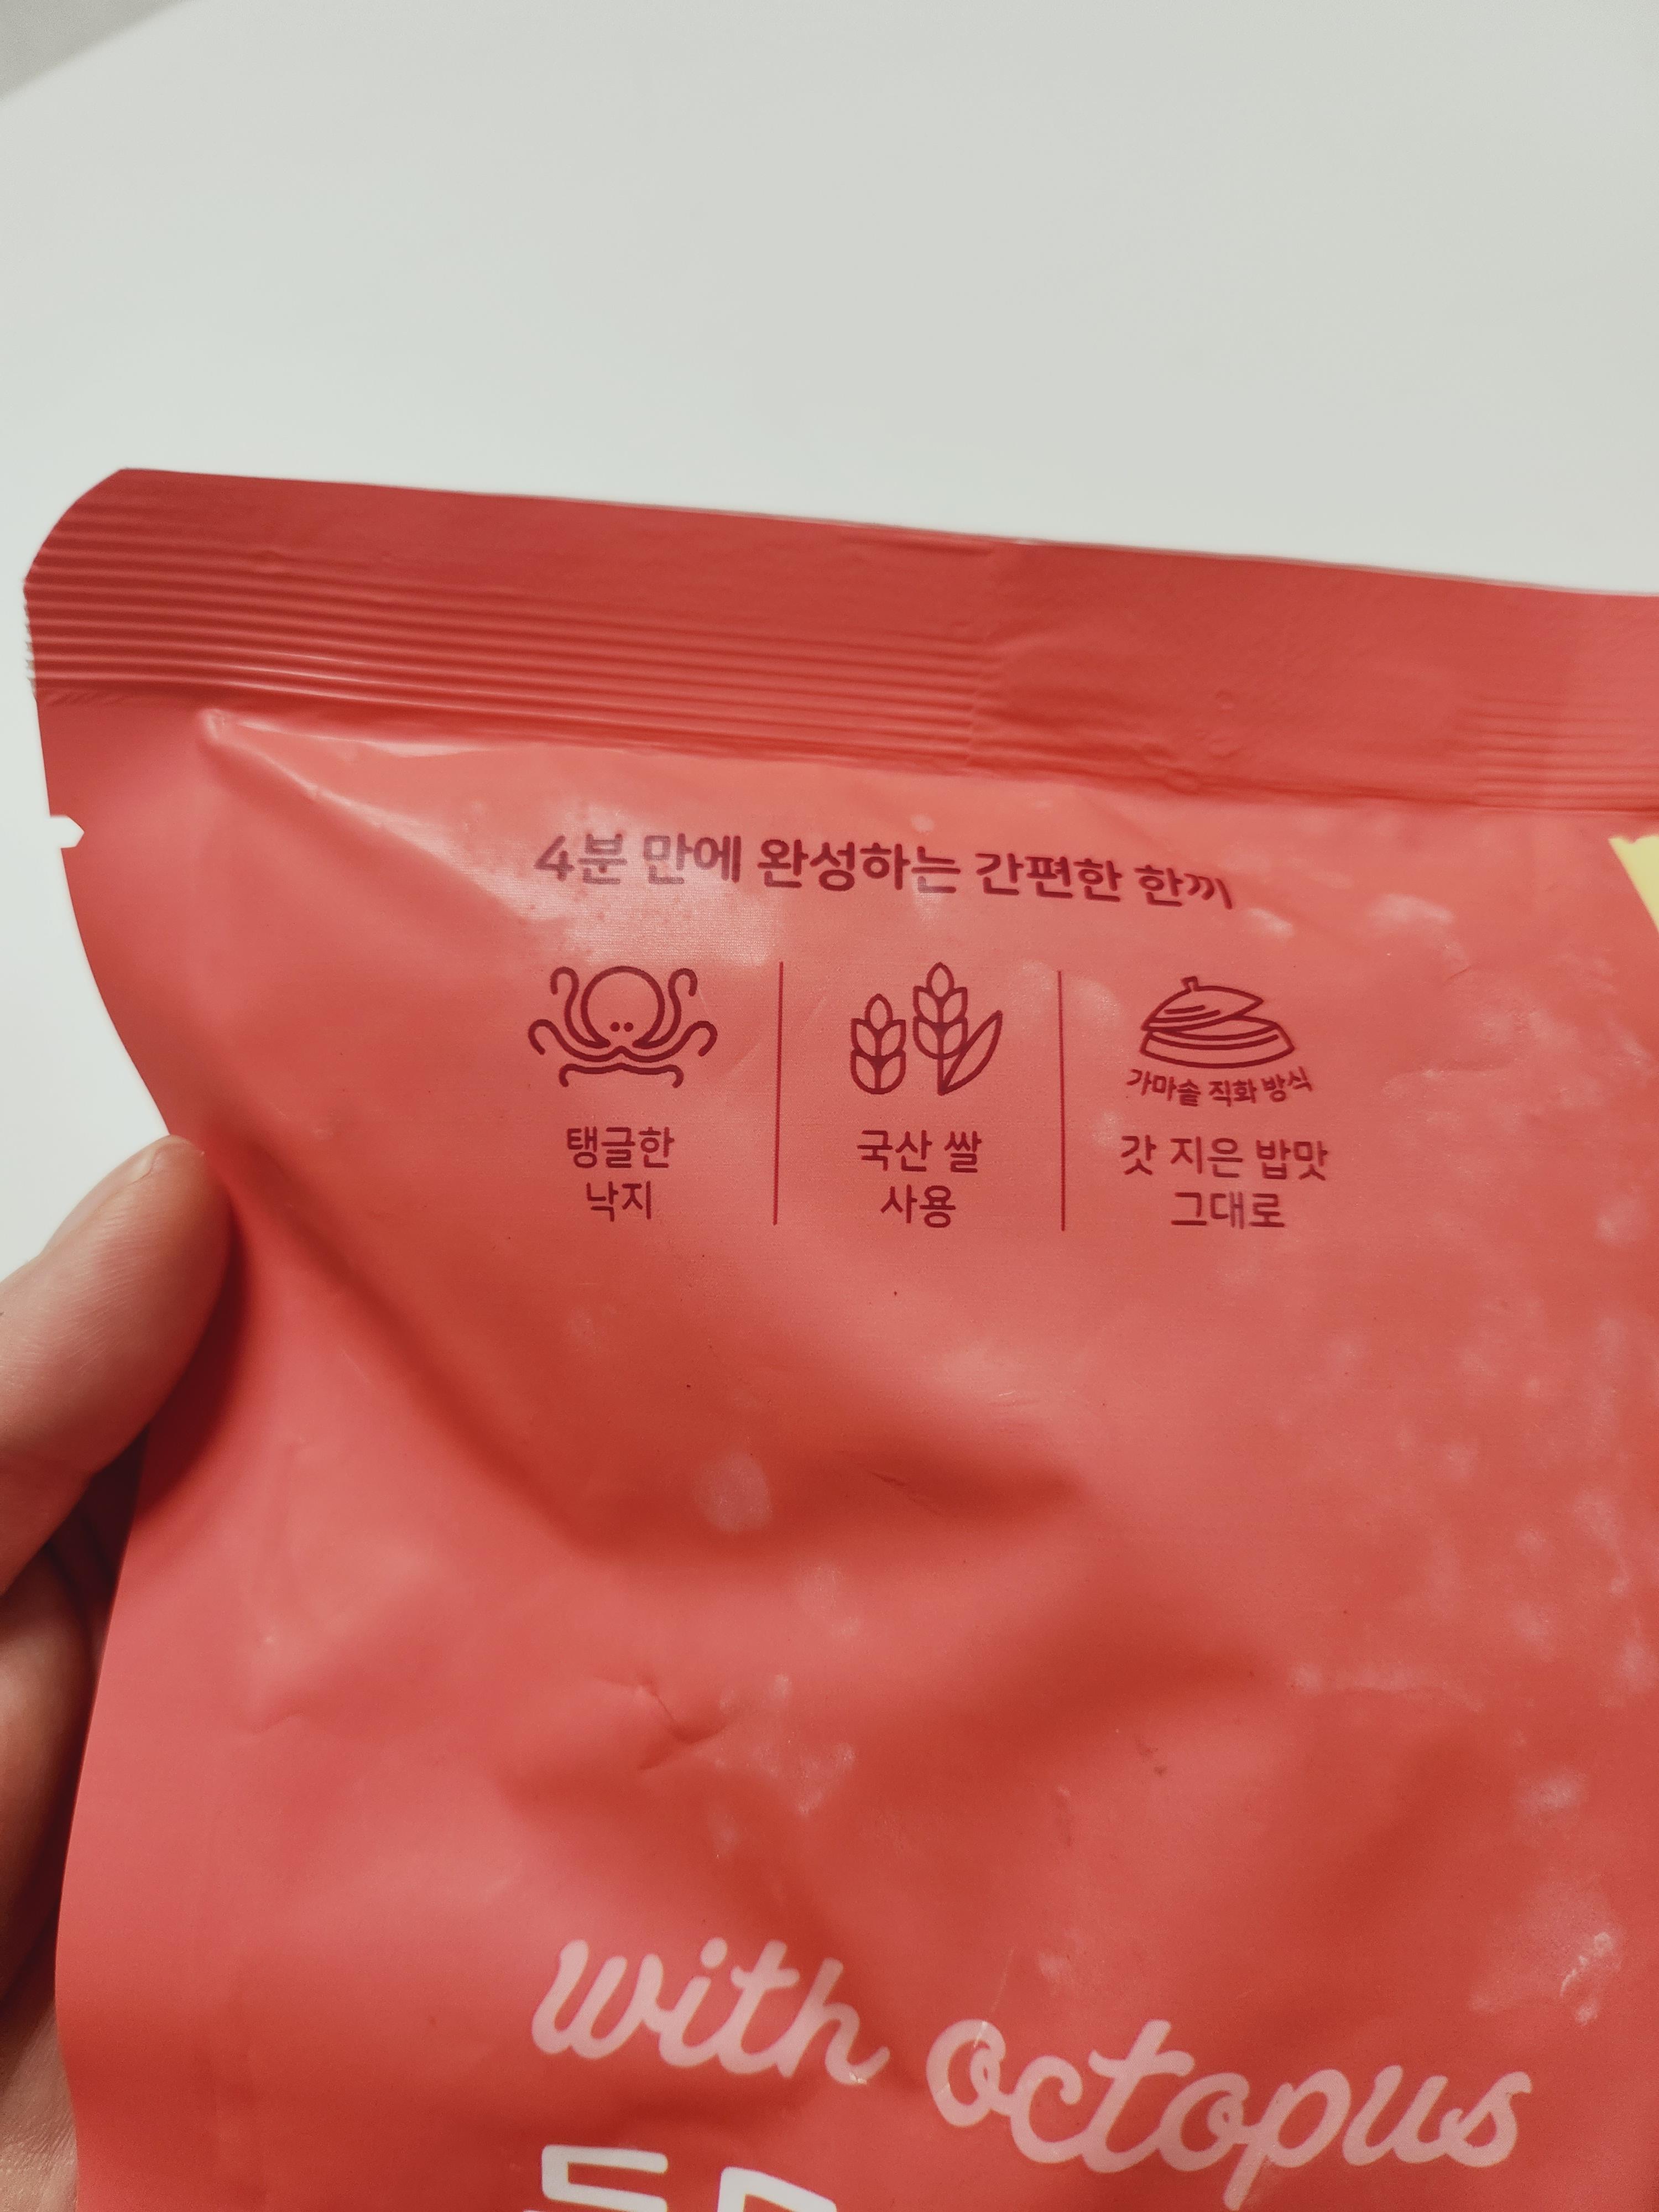 4분 만에 완성하는 간편한 한끼
탱글한
낙지
국산 쌀
사용
가마솥 직화 방식
갓 지은 밥맛
그대로
with octopus